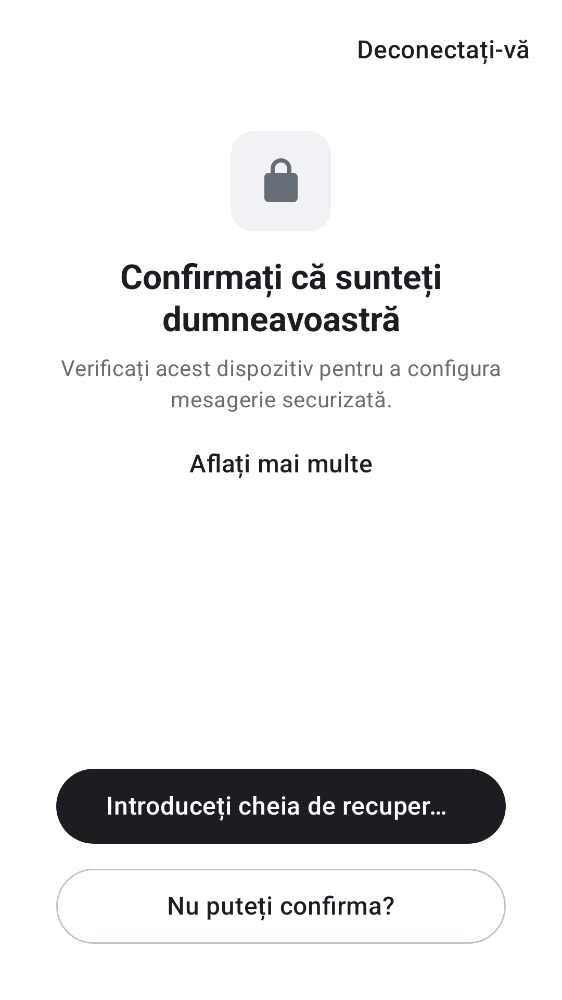 Deconectați-vă
Confirmați că sunteți
dumneavoastră
Verificați acest dispozitiv pentru a configura
mesagerie securizată.
Aflați mai multe
Introduceți cheia de recuper…
Nu puteți confirma?